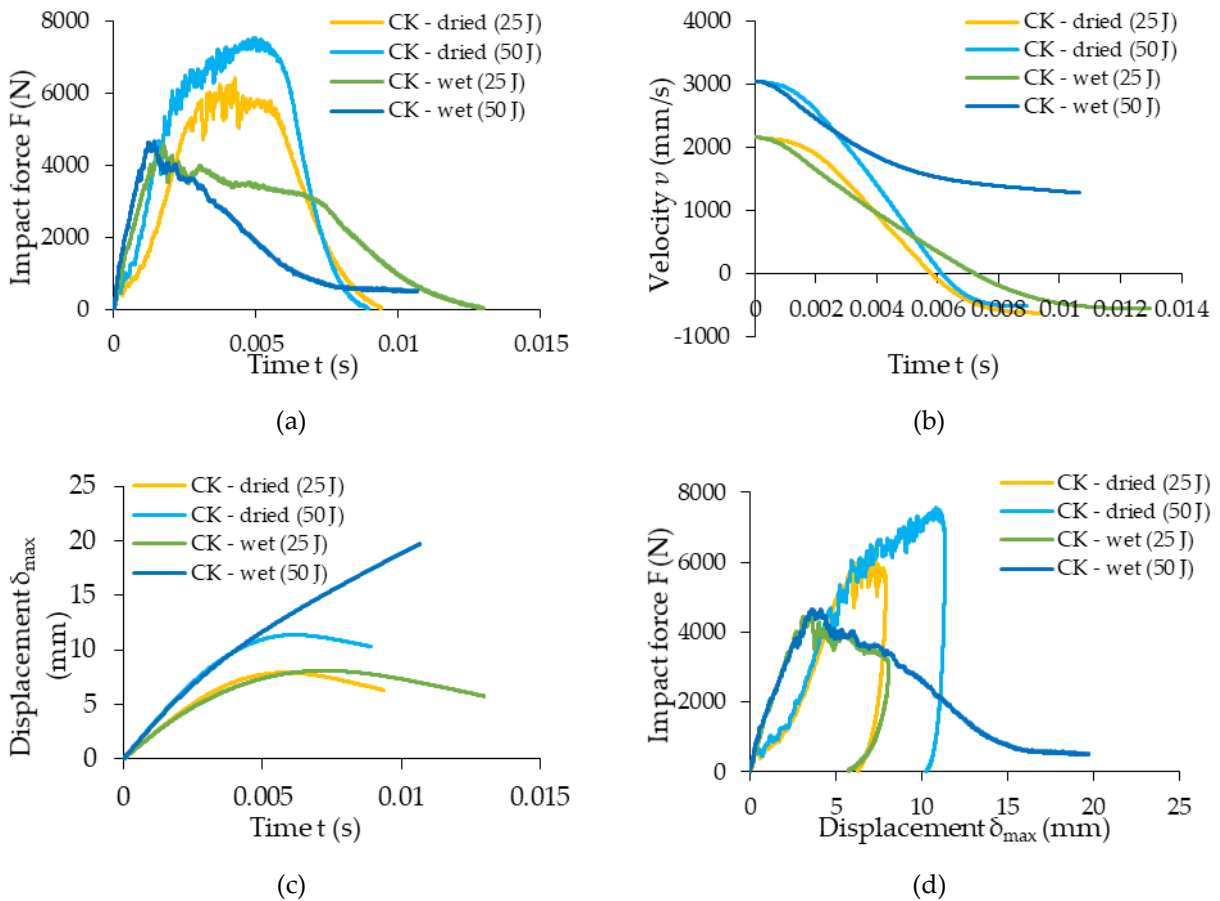 8000
6000
4000
2000
0
Impact force F (N)
CK - dried (25 J)
CK - dried (50 J)
CK - wet (25 J)
CK - wet (50 J)
0
0.005
0.01
0.015
Time t (s)
(a)
4000
3000
2000
1000
0
-1000
Velocity v (mm/s)
CK - dried (25 J)
CK - dried (50 J)
CK - wet (25 J)
CK - wet (50 J)
0
0.002
0.004
0.006
0.008
0.01
0.012
0.014
Time t (s)
(b)
25
20
15
10
5
0
Displacement δmax
(mm)
CK - dried (25 J)
CK - dried (50 J)
CK - wet (25 J)
CK - wet (50 J)
0
0.005
0.01
0.015
Time t (s)
(c)
8000
6000
4000
2000
0
Impact force F (N)
CK - dried (25 J)
CK - dried (50 J)
CK - wet (25 J)
CK - wet (50 J)
0
5
10
15
20
25
Displacement δmax (mm)
(d)